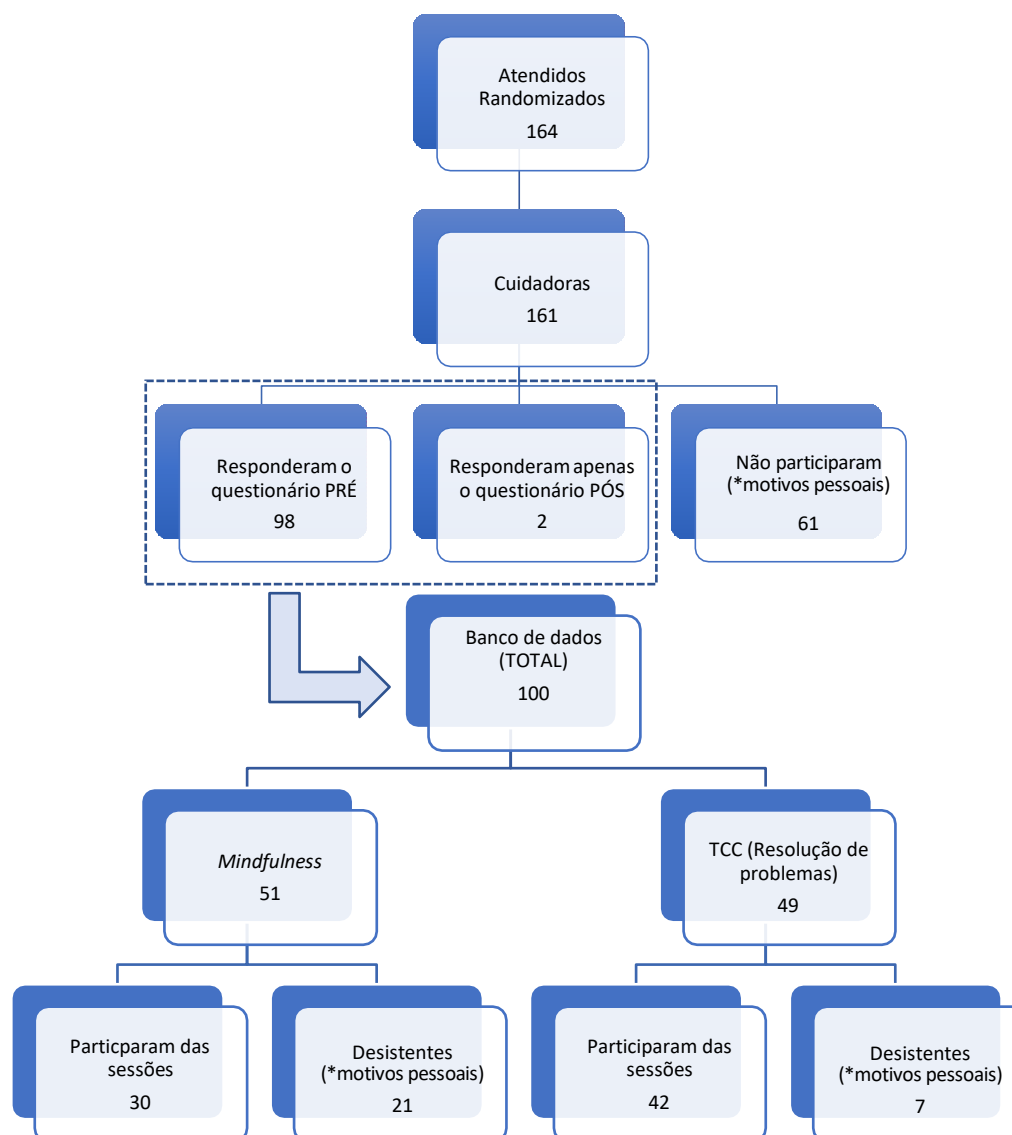 Atendidos
Randomizados
164
Cuidadoras
161
Responderam o
questionário PRÉ
98
Responderam apenas
o questionário PÓS
2
Não participaram
(*motivos pessoais)
61
Banco de dados
(TOTAL)
100
Mindfulness
51
TCC (Resolução de
problemas)
49
Particparam das
sessões
30
Desistentes
(*motivos pessoais)
21
Participaram das
sessões
42
Desistentes
(*motivos pessoais)
7